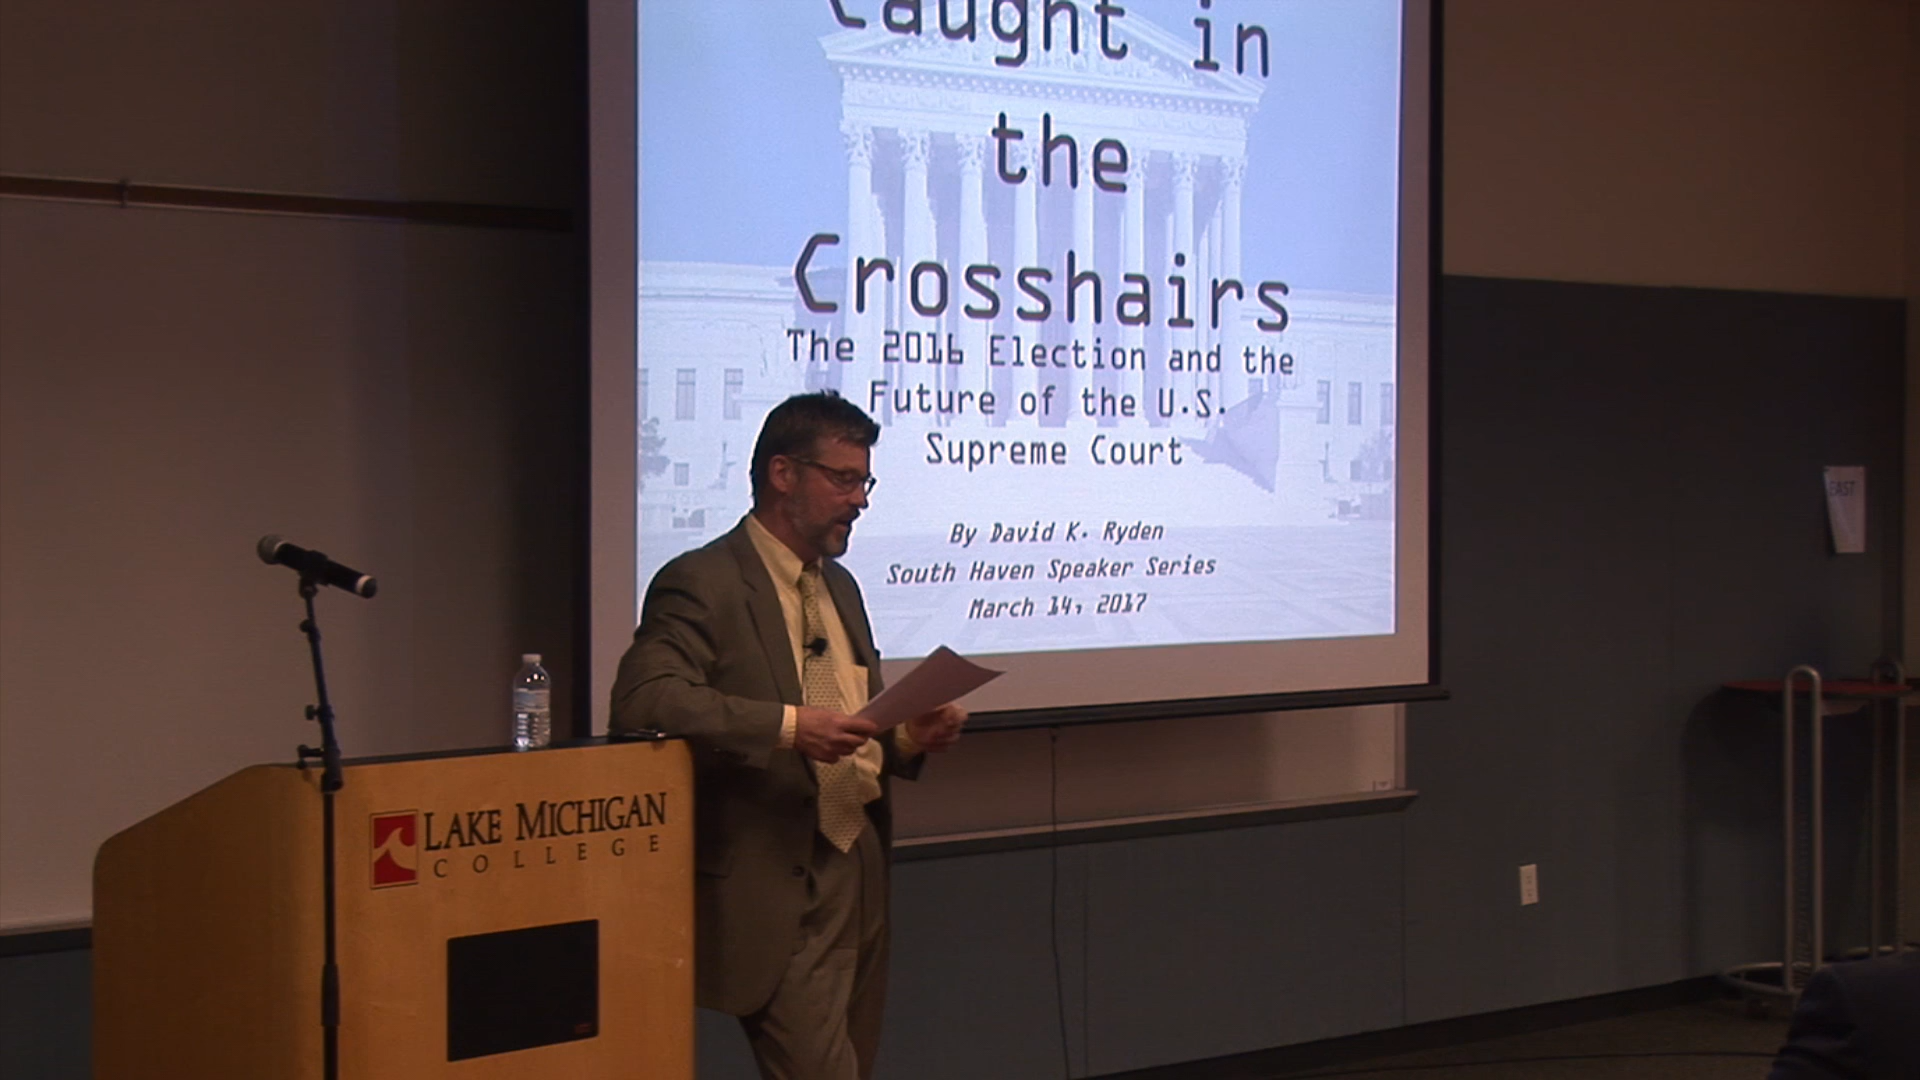 Caught in
the
Crosshairs
The 2016 Election and the
Future of the U.S.
Supreme Court
By David K. Ryden
South Haven Speaker Series
March 14, 2017
LAKE MICHIGAN
COLLEGE
EAST